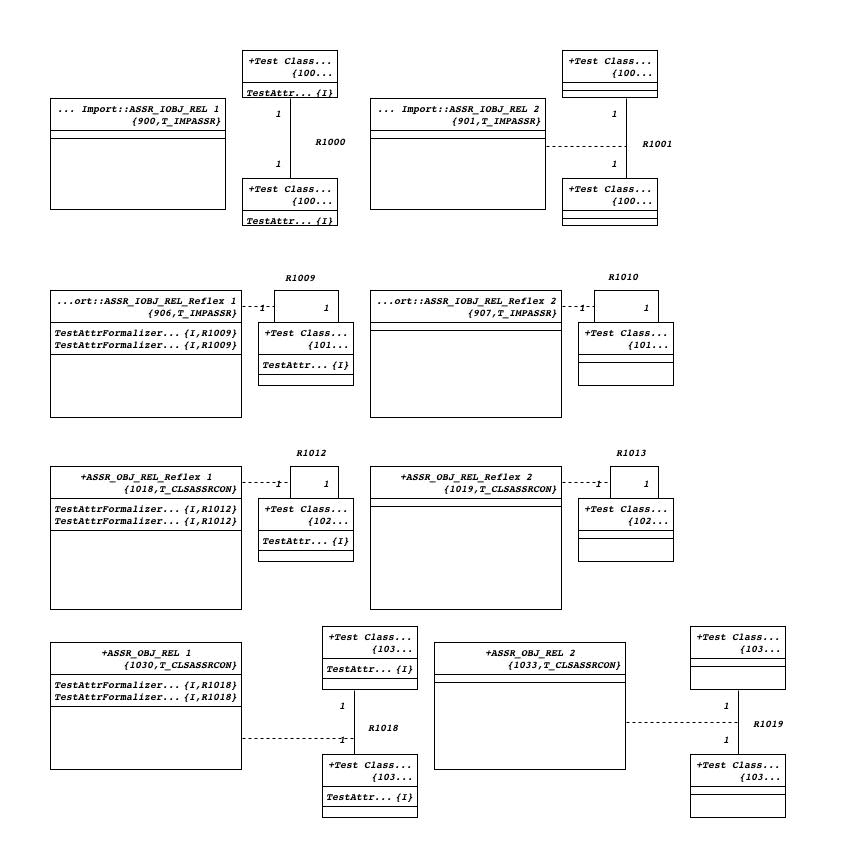 +Test Class...
{100...
TestAttr... {I}
+Test Class...
{100...
... Import::ASSR_IOBJ_REL 1
{900,T_IMPASSR}
... Import::ASSR_IOBJ_REL 2
{901,T_IMPASSR}
1
R1000
1
1
R1001
1
+Test Class...
{100...
TestAttr... {I}
+Test Class...
{100...
R1009
R1010
...ort::ASSR_IOBJ_REL_Reflex 1
{906,T_IMPASSR}
TestAttrFormalizer... {I,R1009}
TestAttrFormalizer... {I,R1009}
1
1
+Test Class...
{101...
TestAttr... {I}
...ort::ASSR_IOBJ_REL_Reflex 2
{907,T_IMPASSR}
1
1
+Test Class...
{101...
R1012
R1013
+ASSR_OBJ_REL_Reflex 1
{1018,T_CLSASSRCON}
TestAttrFormalizer... {I,R1012}
TestAttrFormalizer... {I,R1012}
1
1
+Test Class...
{102...
TestAttr... {I}
+ASSR_OBJ_REL_Reflex 2
{1019,T_CLSASSRCON}
1
1
+Test Class...
{102...
+ASSR_OBJ_REL 1
{1030,T_CLSASSRCON}
TestAttrFormalizer... {I,R1018}
TestAttrFormalizer... {I,R1018}
+Test Class...
{103...
TestAttr... {I}
1
R1018
1
+Test Class...
{103...
TestAttr... {I}
+ASSR_OBJ_REL 2
{1033,T_CLSASSRCON}
+Test Class...
{103...
1
R1019
1
+Test Class...
{103...